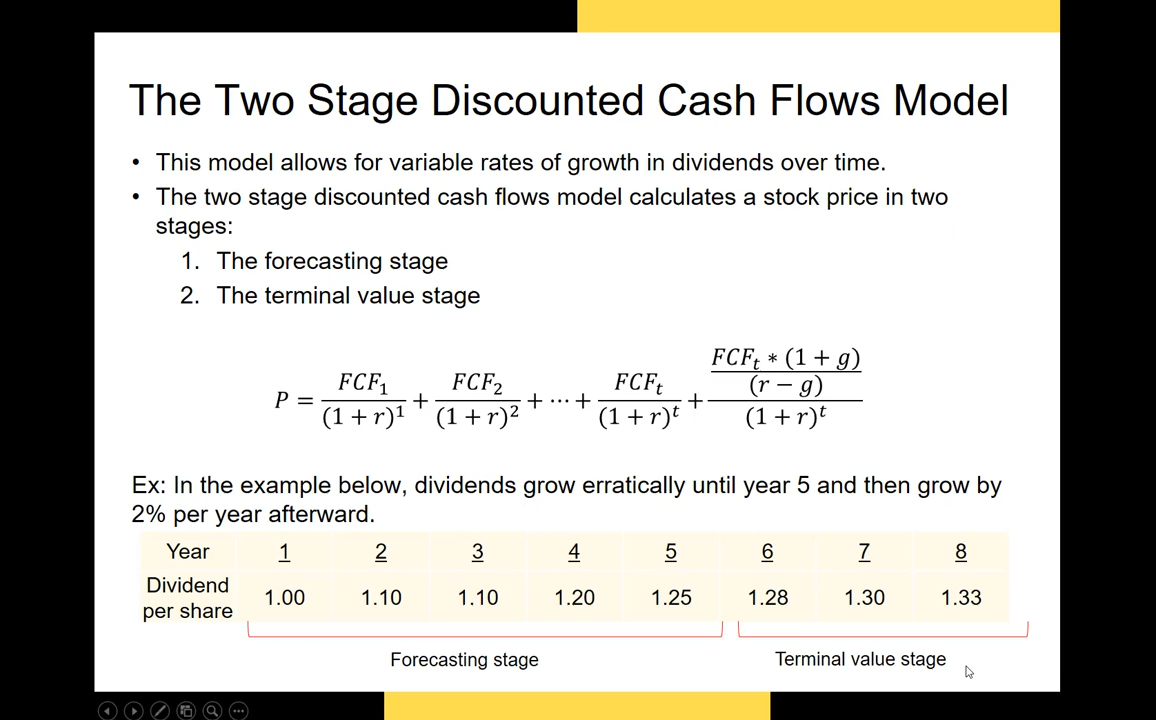 The Two Stage Discounted Cash Flows Model
• This model allows for variable rates of growth in dividends over time.
• The two stage discounted cash flows model calculates a stock price in two
stages:
1. The forecasting stage
2. The terminal value stage
P = FCF₁/(1 + r)¹ + FCF₂/(1 + r)² + ⋯ + FCFₜ/(1 + r)ᵗ + (FCFₜ ∗ (1 + g)/(r − g))/(1 + r)ᵗ
Ex: In the example below, dividends grow erratically until year 5 and then grow by
2% per year afterward.
Year 1 2 3 4 5 6 7 8
Dividend
per share 1.00 1.10 1.10 1.20 1.25 1.28 1.30 1.33
Forecasting stage Terminal value stage